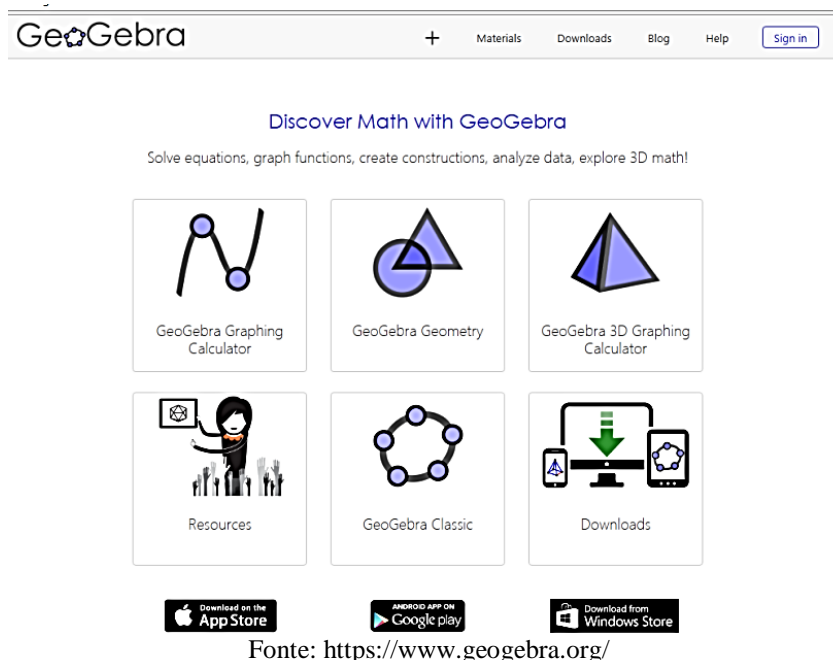 GeoGebra
+ Materials Downloads Blog Help Sign in
Discover Math with GeoGebra
Solve equations, graph functions, create constructions, analyze data, explore 3D math!
GeoGebra Graphing
Calculator
GeoGebra Geometry
GeoGebra 3D Graphing
Calculator
Resources
GeoGebra Classic
Downloads
Download on the
App Store
ANDROID APP ON
Google play
Download from
Windows Store
Fonte: https://www.geogebra.org/